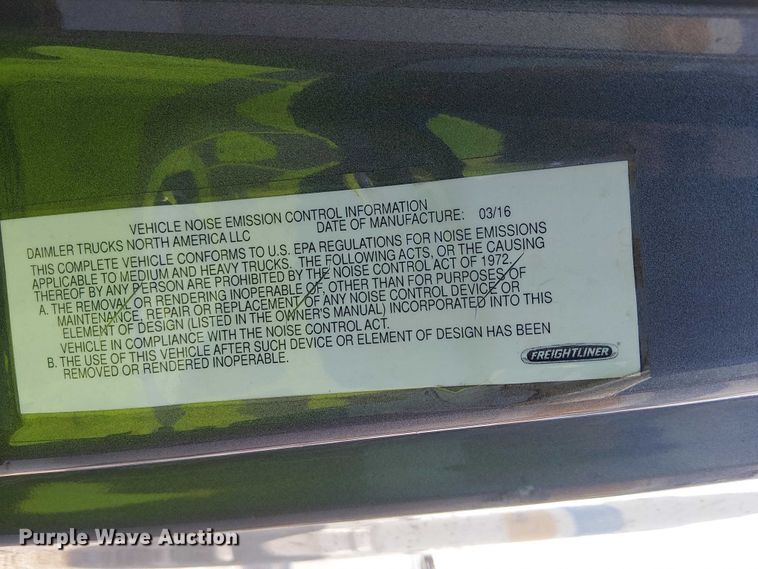 VEHICLE NOISE EMISSION CONTROL INFORMATION
DAIMLER TRUCKS NORTH AMERICA LLC DATE OF MANUFACTURE: 03/16
THIS COMPLETE VEHICLE CONFORMS TO U.S. EPA REGULATIONS FOR NOISE EMISSIONS
APPLICABLE TO MEDIUM AND HEAVY TRUCKS. THE FOLLOWING ACTS, OR THE CAUSING
THEREOF BY ANY PERSON ARE PROHIBITED BY THE NOISE CONTROL ACT OF 1972.
A. THE REMOVAL OR RENDERING INOPERABLE OF, OTHER THAN FOR PURPOSES OF
MAINTENANCE, REPAIR OR REPLACEMENT OF ANY NOISE CONTROL DEVICE OR
ELEMENT OF DESIGN (LISTED IN THE OWNER'S MANUAL) INCORPORATED INTO THIS
VEHICLE IN COMPLIANCE WITH THE NOISE CONTROL ACT.
B. THE USE OF THIS VEHICLE AFTER SUCH DEVICE OR ELEMENT OF DESIGN HAS BEEN
REMOVED OR RENDERED INOPERABLE.
FREIGHTLINER
Purple Wave Auction